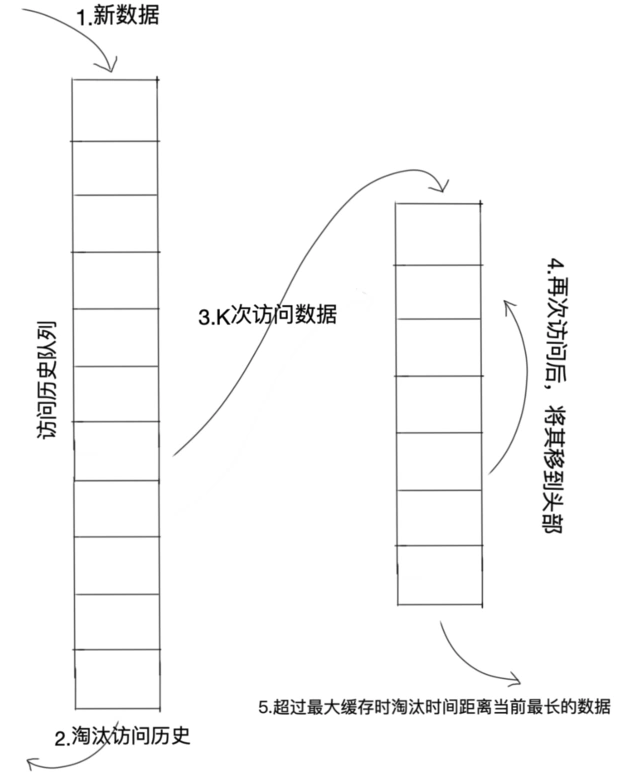 1.新数据
访问历史队列
3.K次访问数据
4.再次访问后，将其移到头部
5.超过最大缓存时淘汰时间距离当前最长的数据
2.淘汰访问历史